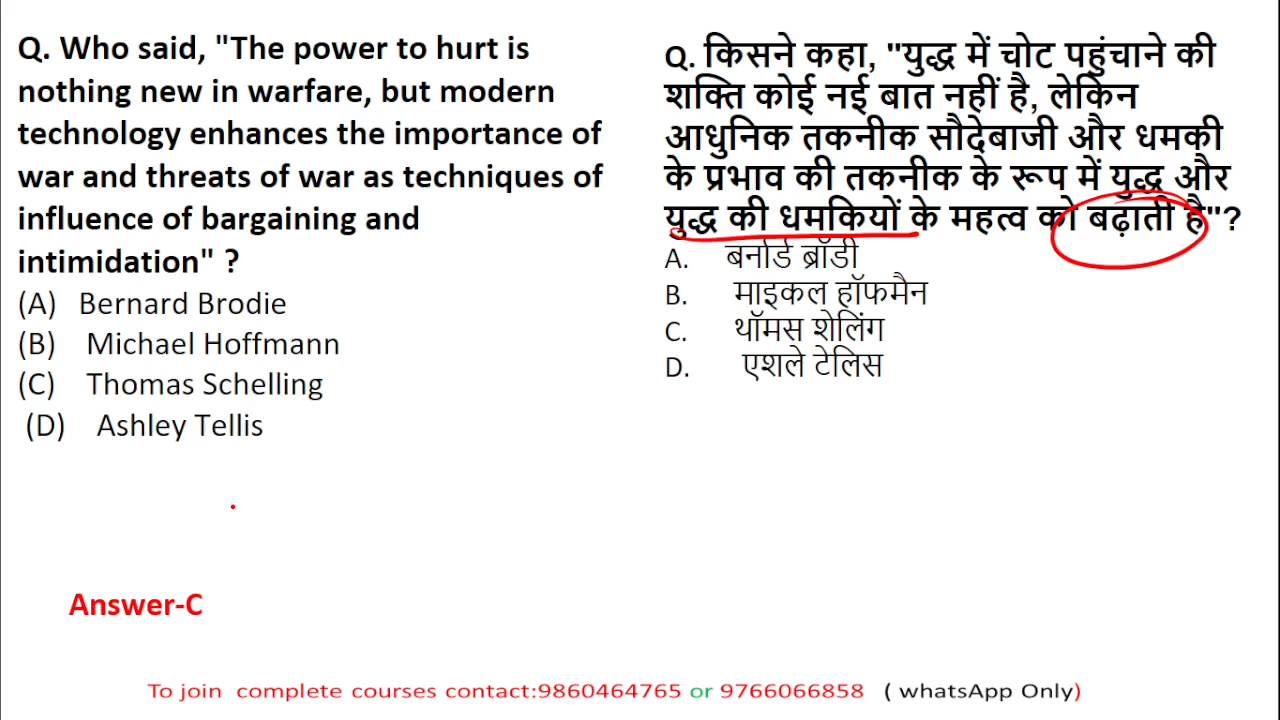 Q. Who said, "The power to hurt is
nothing new in warfare, but modern
technology enhances the importance of
war and threats of war as techniques of
influence of bargaining and
intimidation" ?
(A) Bernard Brodie
(B) Michael Hoffmann
(C) Thomas Schelling
(D) Ashley Tellis
Answer-C
Q. किसने कहा, "युद्ध में चोट पहुंचाने की
शक्ति कोई नई बात नहीं है, लेकिन
आधुनिक तकनीक सौदेबाजी और धमकी
के प्रभाव की तकनीक के रूप में युद्ध और
युद्ध की धमकियों के महत्व को बढ़ाती है"?
A. बर्नार्ड ब्रॉडी
B. माइकल हॉफमैन
C. थॉमस शेलिंग
D. एशले टेलिस
To join complete courses contact:9860464765 or 9766066858 ( whatsApp Only)